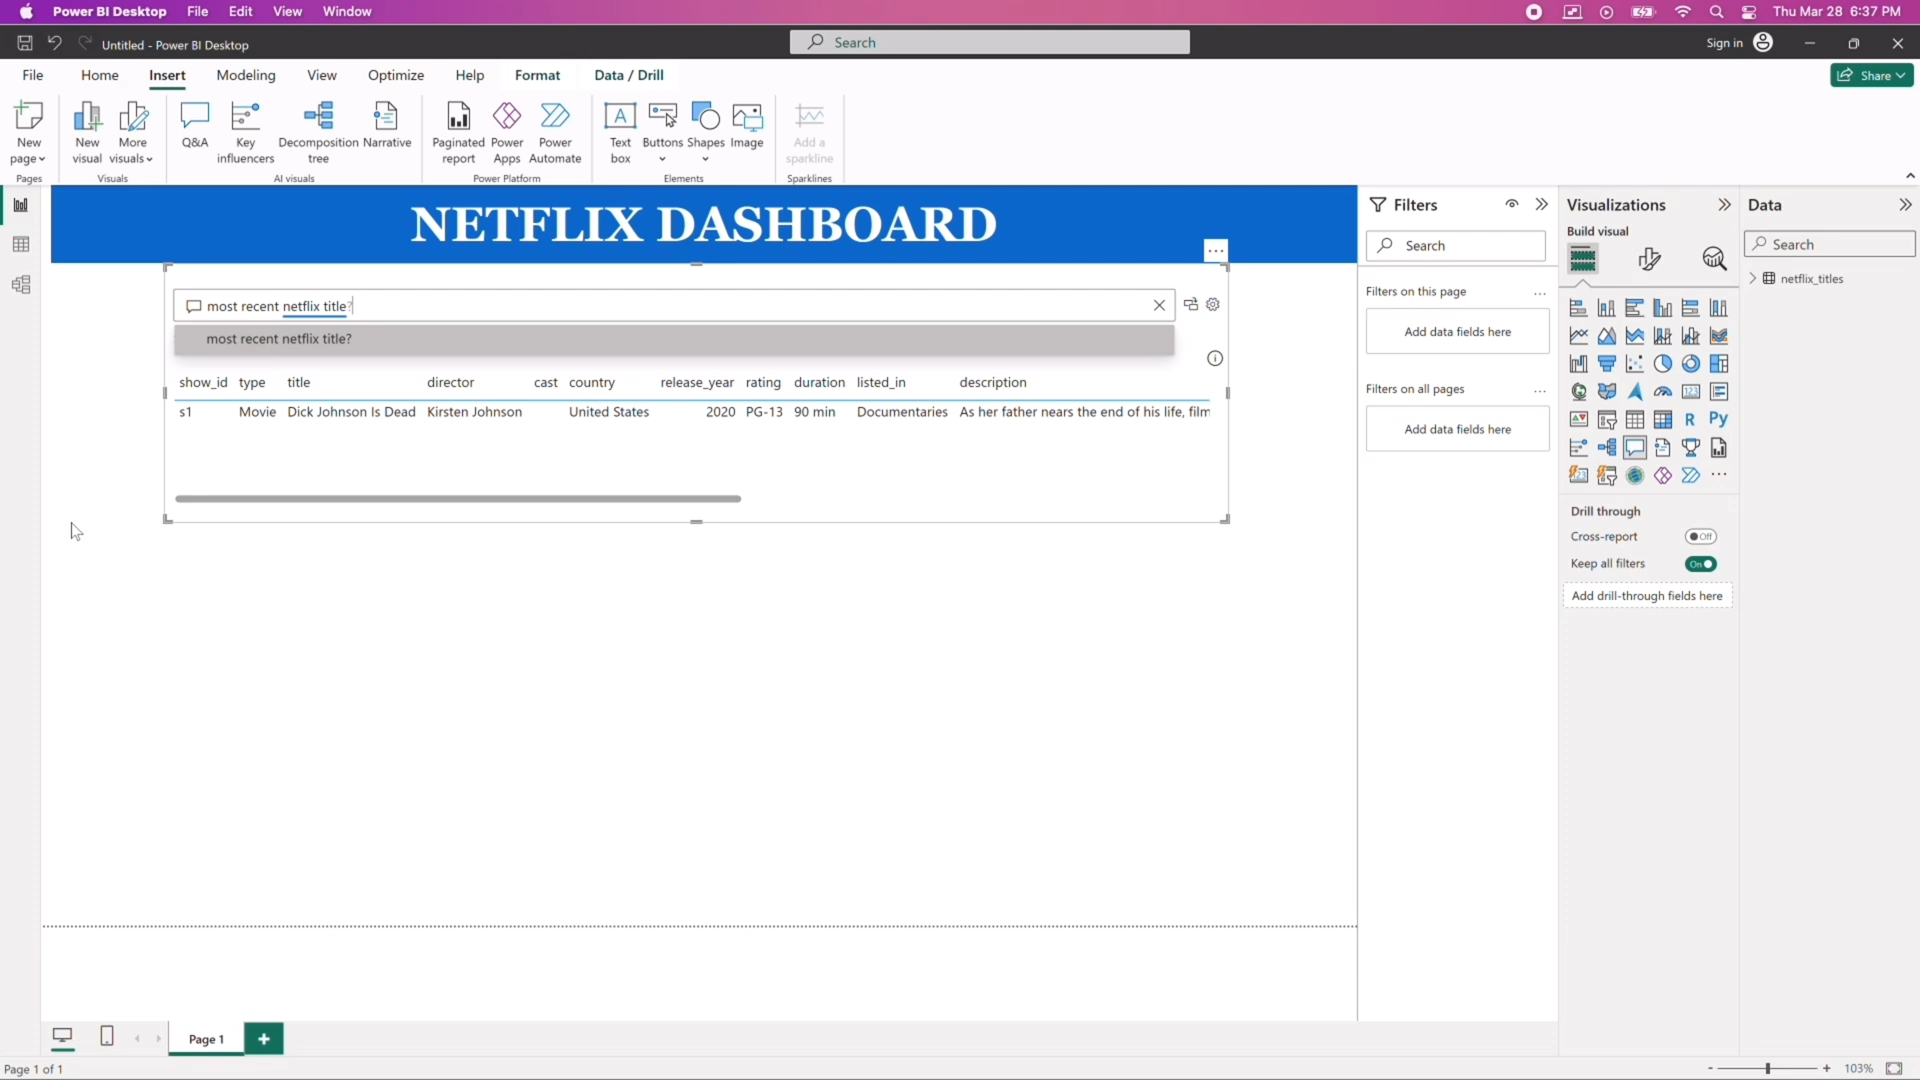 Power BI Desktop File Edit View Window Thu Mar 28 6:37 PM
Untitled - Power BI Desktop Search Sign in
File Home Insert Modeling View Optimize Help Format Data / Drill Share
New page New visual More visuals Q&A Key influencers Decomposition tree Narrative Paginated report Power Apps Power Automate Text box Buttons Shapes Image Add a sparkline
Pages Visuals AI visuals Power Platform Elements Sparklines
NETFLIX DASHBOARD
most recent netflix title?
most recent netflix title?
show_id type title director cast country release_year rating duration listed_in description
s1 Movie Dick Johnson Is Dead Kirsten Johnson United States 2020 PG-13 90 min Documentaries As her father nears the end of his life, film
Filters
Search
Filters on this page
Add data fields here
Filters on all pages
Add data fields here
Visualizations
Build visual
R Py
123
Drill through
Cross-report Off
Keep all filters On
Add drill-through fields here
Data
Search
netflix_titles
Page 1
Page 1 of 1 103%